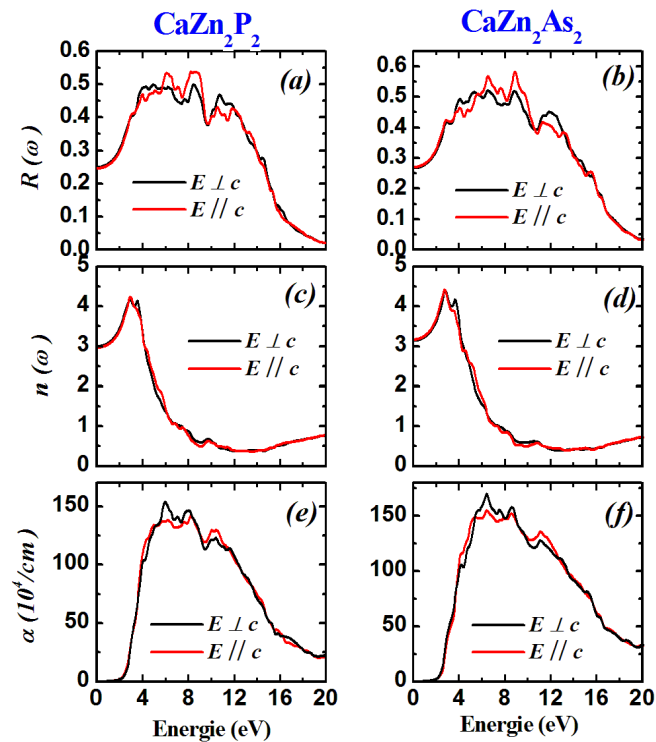 CaZn₂P₂
CaZn₂As₂
0.6
0.5
0.4
0.3
0.2
0.1
0.0
R (ω)
(a)
E ⊥ c
E // c
0.6
0.5
0.4
0.3
0.2
0.1
0.0
(b)
E ⊥ c
E // c
5
4
3
2
1
0
n (ω)
(c)
E ⊥ c
E // c
5
4
3
2
1
0
(d)
E ⊥ c
E // c
150
100
50
0
α (10⁴/cm)
(e)
E ⊥ c
E // c
0 4 8 12 16 20
Energie (eV)
150
100
50
0
(f)
E ⊥ c
E // c
0 4 8 12 16 20
Energie (eV)